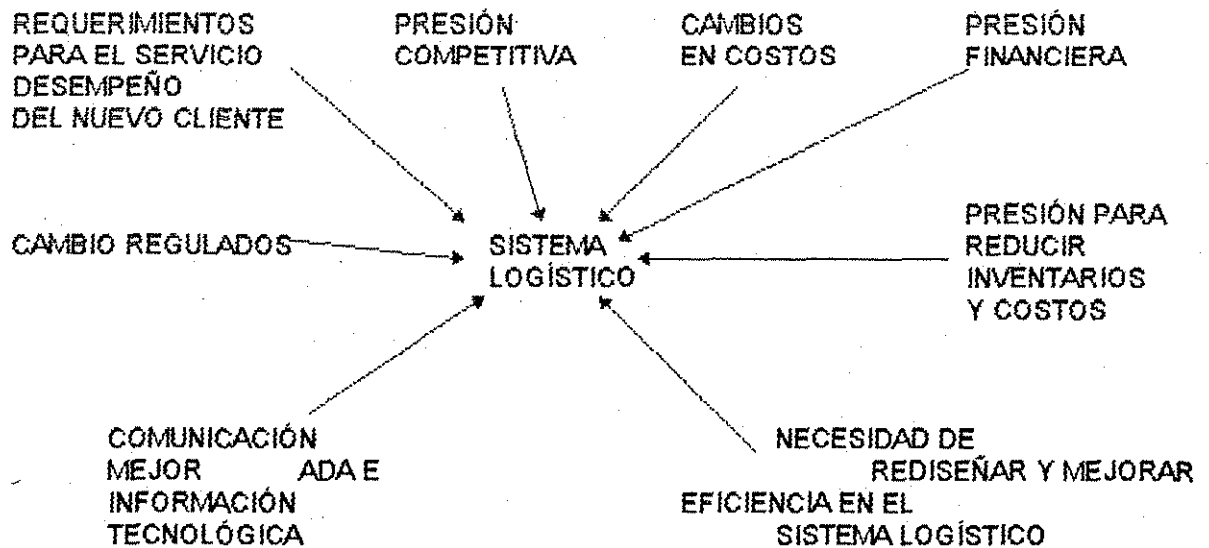 REQUERIMIENTOS
PARA EL SERVICIO
DESEMPEÑO
DEL NUEVO CLIENTE
PRESIÓN
COMPETITIVA
CAMBIOS
EN COSTOS
PRESIÓN
FINANCIERA
CAMBIO REGULADOS
SISTEMA
LOGÍSTICO
PRESIÓN PARA
REDUCIR
INVENTARIOS
Y COSTOS
COMUNICACIÓN
MEJOR ADA E
INFORMACIÓN
TECNOLÓGICA
NECESIDAD DE
REDISEÑAR Y MEJORAR
EFICIENCIA EN EL
SISTEMA LOGÍSTICO